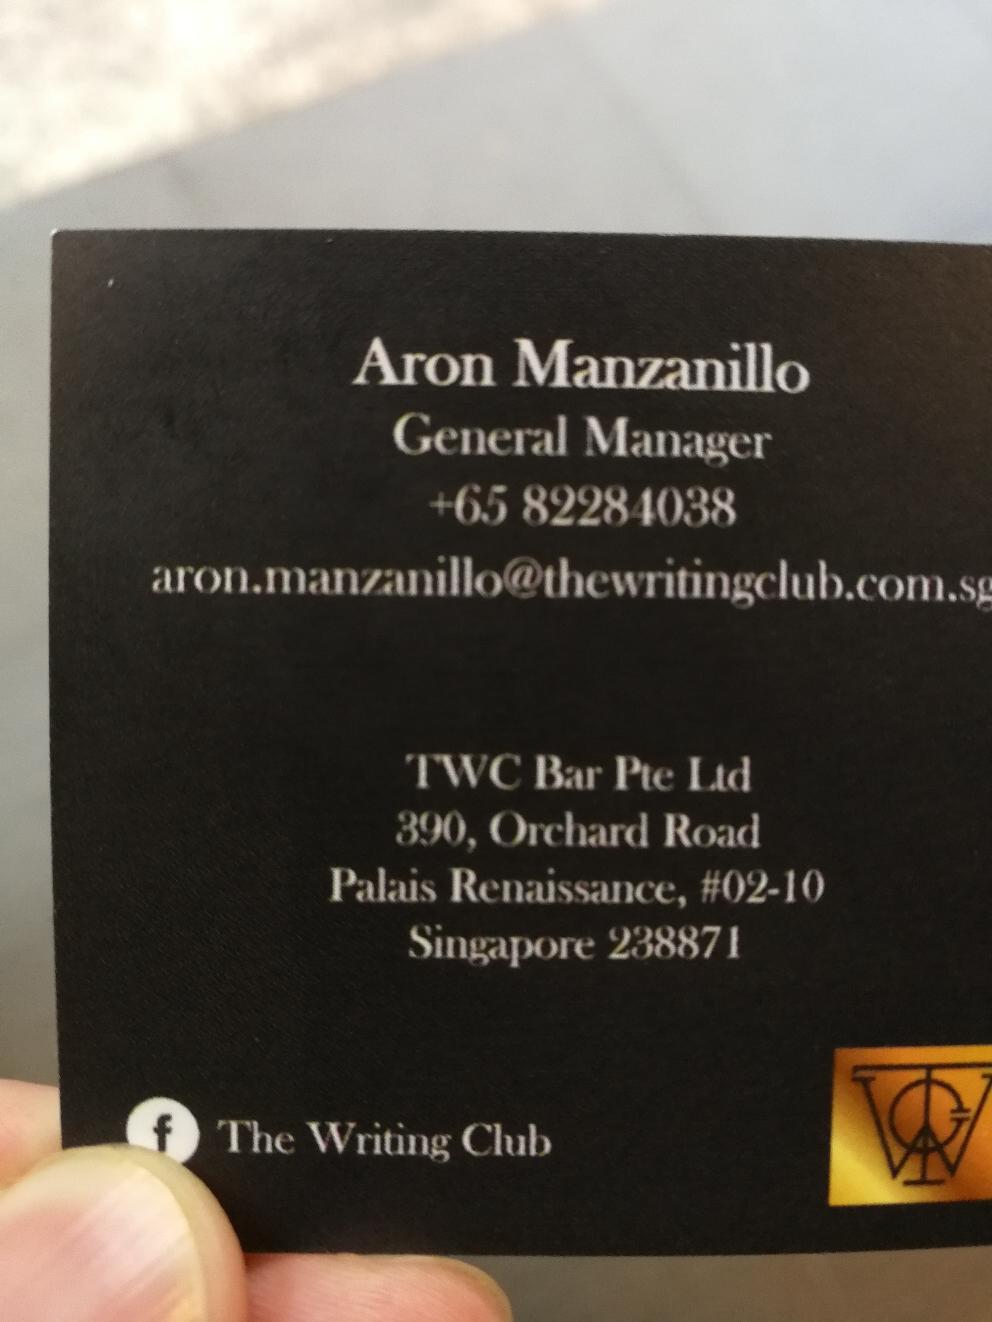 Aron Manzanillo
General Manager
+65 82284038
aron.manzanillo@thewritingclub.com.sg
TWC Bar Pte Ltd
390, Orchard Road
Palais Renaissance, #02-10
Singapore 238871
f The Writing Club